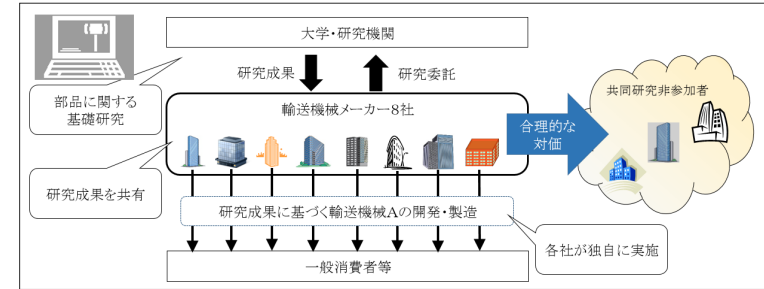 大学・研究機関
研究成果
研究委託
部品に関する
基礎研究
輸送機械メーカー8社
合理的な
対価
共同研究非参加者
研究成果を共有
研究成果に基づく輸送機械Aの開発・製造
各社が独自に実施
一般消費者等